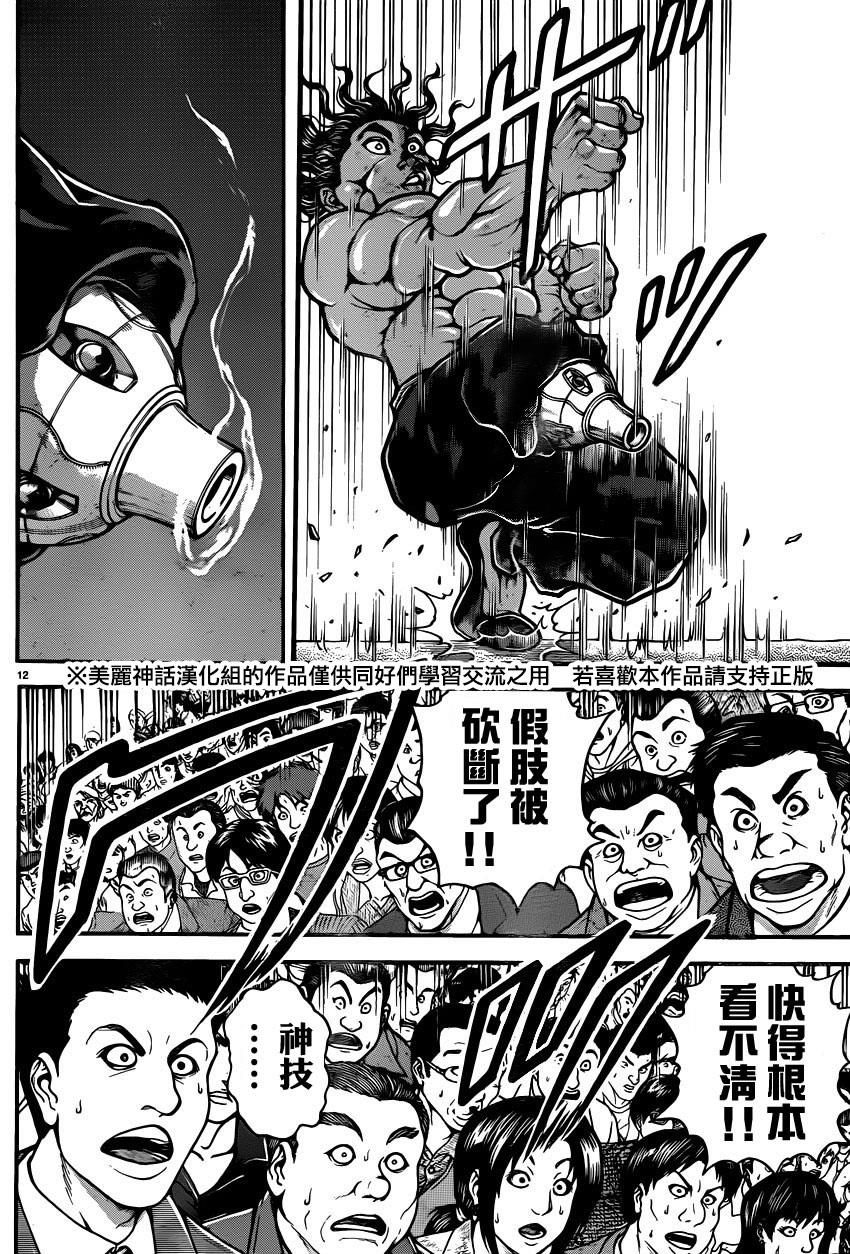 ザッ
12
※美麗神話漢化組的作品僅供同好們學習交流之用 若喜歡本作品請支持正版
假肢被
砍斷了!!
快得根本
看不清!!
神技
……